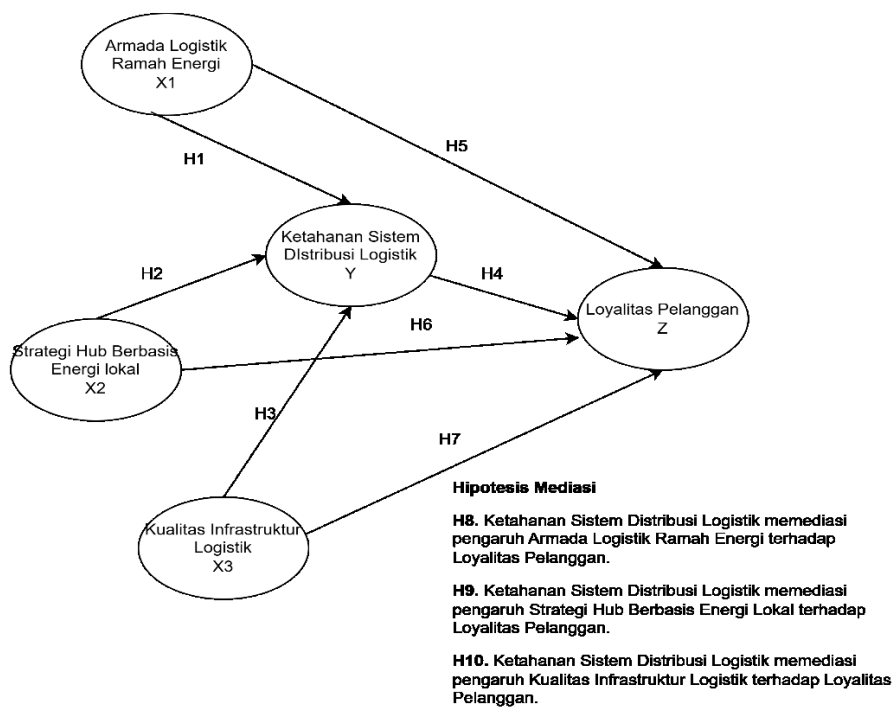 Armada Logistik
Ramah Energi
X1
H5
H1
Ketahanan Sistem
DIstribusi Logistik
Y
H2
H4
Loyalitas Pelanggan
Z
H6
Strategi Hub Berbasis
Energi lokal
X2
H3
H7
Kualitas Infrastruktur
Logistik
X3
Hipotesis Mediasi
H8. Ketahanan Sistem Distribusi Logistik memediasi
pengaruh Armada Logistik Ramah Energi terhadap
Loyalitas Pelanggan.
H9. Ketahanan Sistem Distribusi Logistik memediasi
pengaruh Strategi Hub Berbasis Energi Lokal terhadap
Loyalitas Pelanggan.
H10. Ketahanan Sistem Distribusi Logistik memediasi
pengaruh Kualitas Infrastruktur Logistik terhadap Loyalitas
Pelanggan.